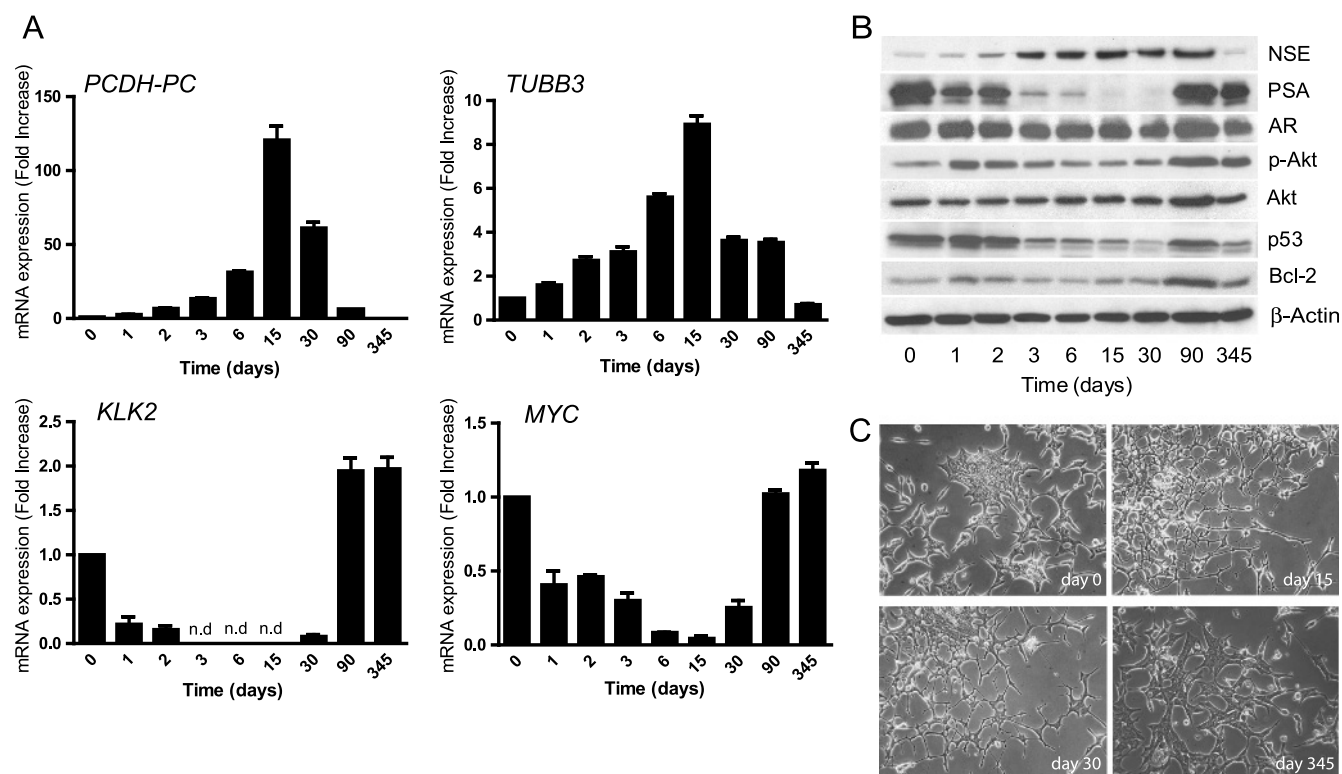 A
PCDH-PC
mRNA expression (Fold Increase)
150
100
50
0
0 1 2 3 6 15 30 90 345
Time (days)
TUBB3
mRNA expression (Fold Increase)
10
8
6
4
2
0
0 1 2 3 6 15 30 90 345
Time (days)
KLK2
mRNA expression (Fold Increase)
2.5
2.0
1.5
1.0
0.5
0.0
n.d n.d n.d
0 1 2 3 6 15 30 90 345
Time (days)
MYC
mRNA expression (Fold Increase)
1.5
1.0
0.5
0.0
0 1 2 3 6 15 30 90 345
Time (days)
B
NSE
PSA
AR
p-Akt
Akt
p53
Bcl-2
β-Actin
0 1 2 3 6 15 30 90 345
Time (days)
C
day 0
day 15
day 30
day 345